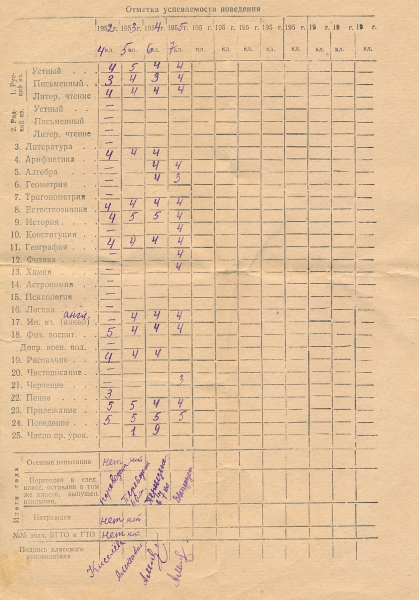 Отметка успеваемости поведения
1952 г. 1953 г. 1954 г. 1955 г. 195 г. 195 г. 195 г. 195 г. 19 г. 19 г. 19 г.
4 кл. 5 кл. 6 кл. 7 кл. кл. кл. кл. кл. кл. кл. кл.
1. Русский яз.
Устный . . 4 5 4 4
Письменный . 3 4 3 4
Литер. чтение 4 4 4 4
2. Род. яз.
Устный . . —
Письменный —
Литер. чтение —
3. Литература . . 4 4 4
4. Арифметика . . — 4 4
5. Алгебра . . — 4 3
6. Геометрия . . —
7. Тригонометрия . . —
8. Естествознание . 4 4 4 4
9. История . . . 4 5 5 4
10. Конституция . . — 4
11. География . . 4 4 4 4
12. Физика . . — 4
13. Химия . . — 4
14. Астрономия . . —
15. Психология . . —
16. Логика англ. —
17. Ин. яз. (какой) — 4 4 4
18. Физ. воспит. . 5 4 4 4
Допр. воен. под. —
19. Рисование . . 4 4 4
20. Чистописание . . —
21. Черчение . . — 3
22. Пение . . . 3
23. Прилежание . . 5 5 4 4
24. Поведение . . 5 5 5 5
25. Число пр. урок. 1 9
Итоги года
Осенние испытания нет нет
Переведен в след. классе, оставлен в том же классе, выпущен, исключен.
Награжден нет нет
№№ знач. БГТО и ГТО нет нет
Подпись классного руководителя